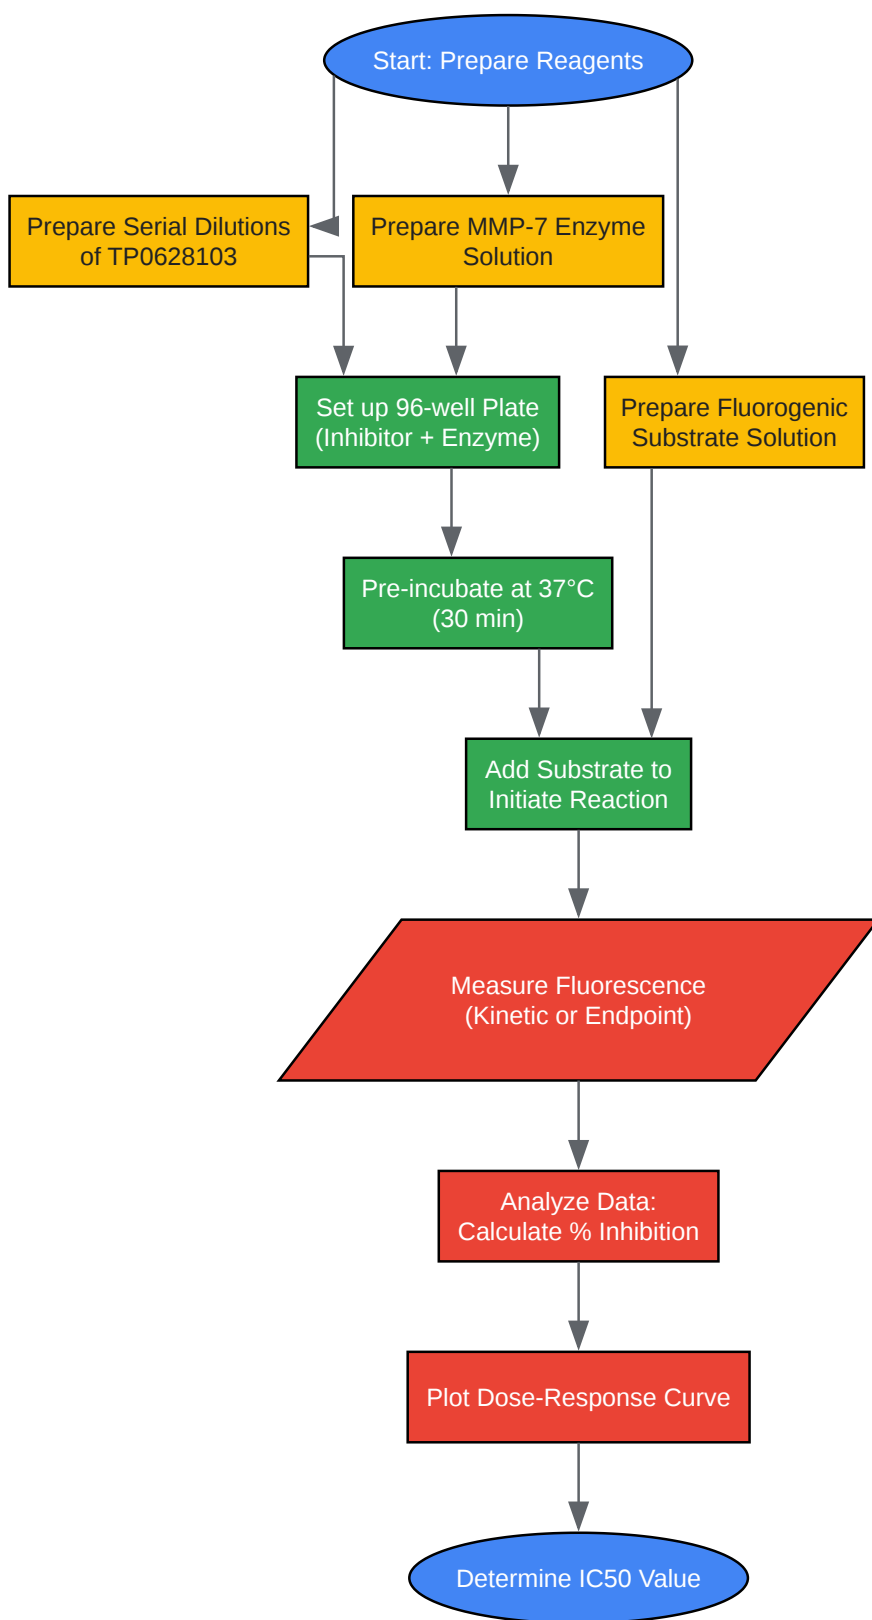 Start: Prepare Reagents
Prepare Serial Dilutions
of TP0628103
Prepare MMP-7 Enzyme
Solution
Set up 96-well Plate
(Inhibitor + Enzyme)
Prepare Fluorogenic
Substrate Solution
Pre-incubate at 37°C
(30 min)
Add Substrate to
Initiate Reaction
Measure Fluorescence
(Kinetic or Endpoint)
Analyze Data:
Calculate % Inhibition
Plot Dose-Response Curve
Determine IC50 Value